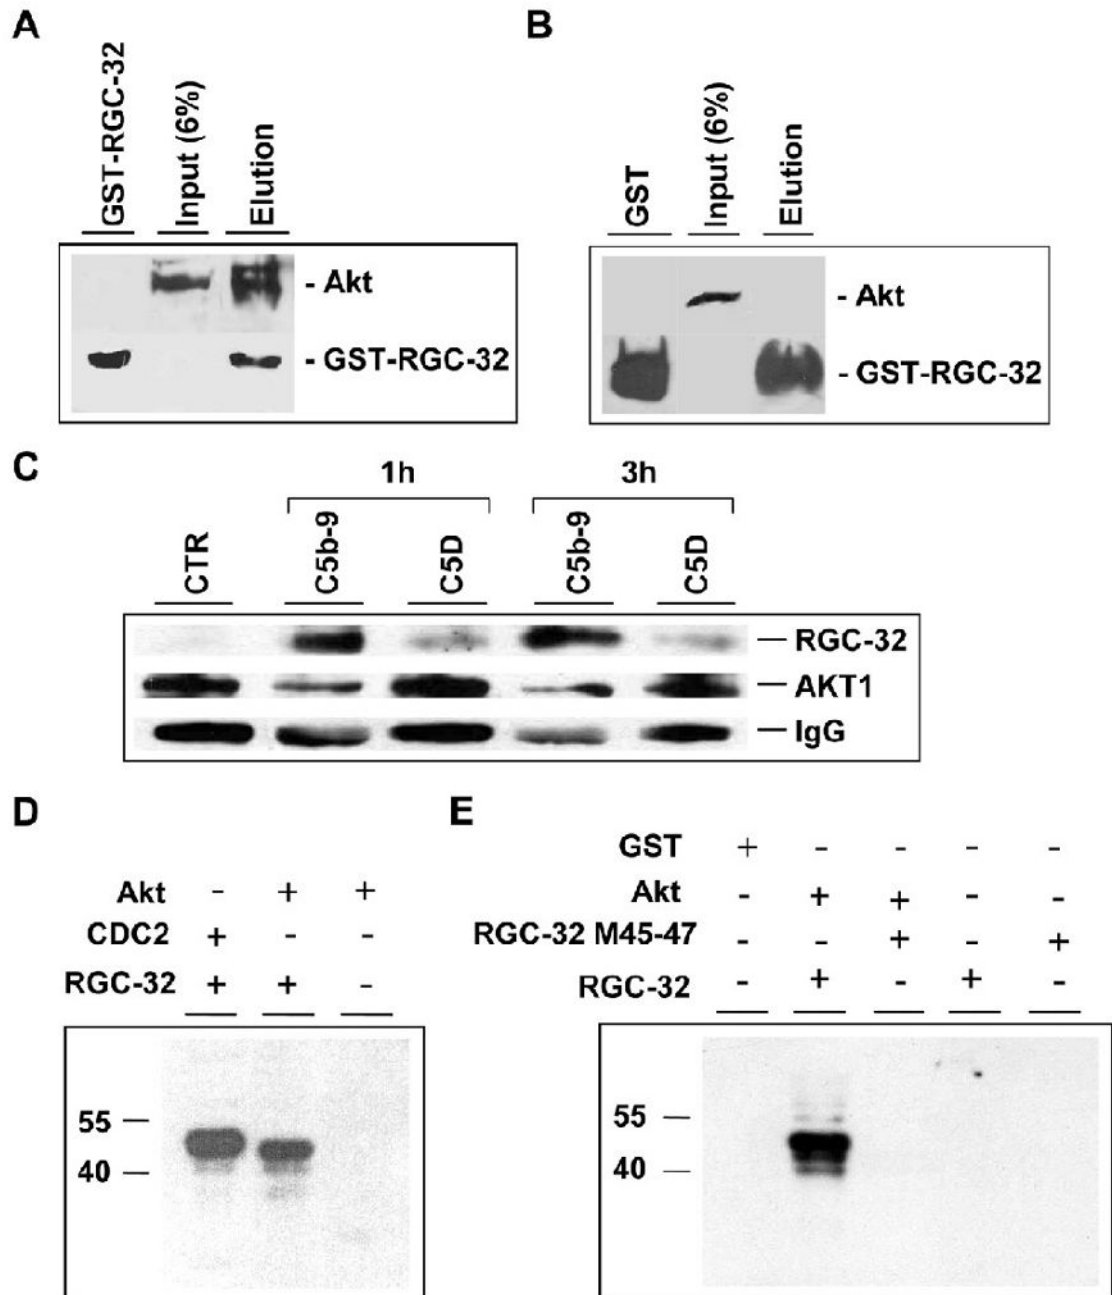 A
GST-RGC-32
Input (6%)
Elution
- Akt
- GST-RGC-32
B
GST
Input (6%)
Elution
- Akt
- GST-RGC-32
C
1h 3h
CTR
C5b-9
C5D
C5b-9
C5D
— RGC-32
— AKT1
— IgG
D
Akt - + +
CDC2 + - -
RGC-32 + + -
55 —
40 —
E
GST + - - - -
Akt - + + - -
RGC-32 M45-47 - - + - +
RGC-32 - + - + -
55 —
40 —